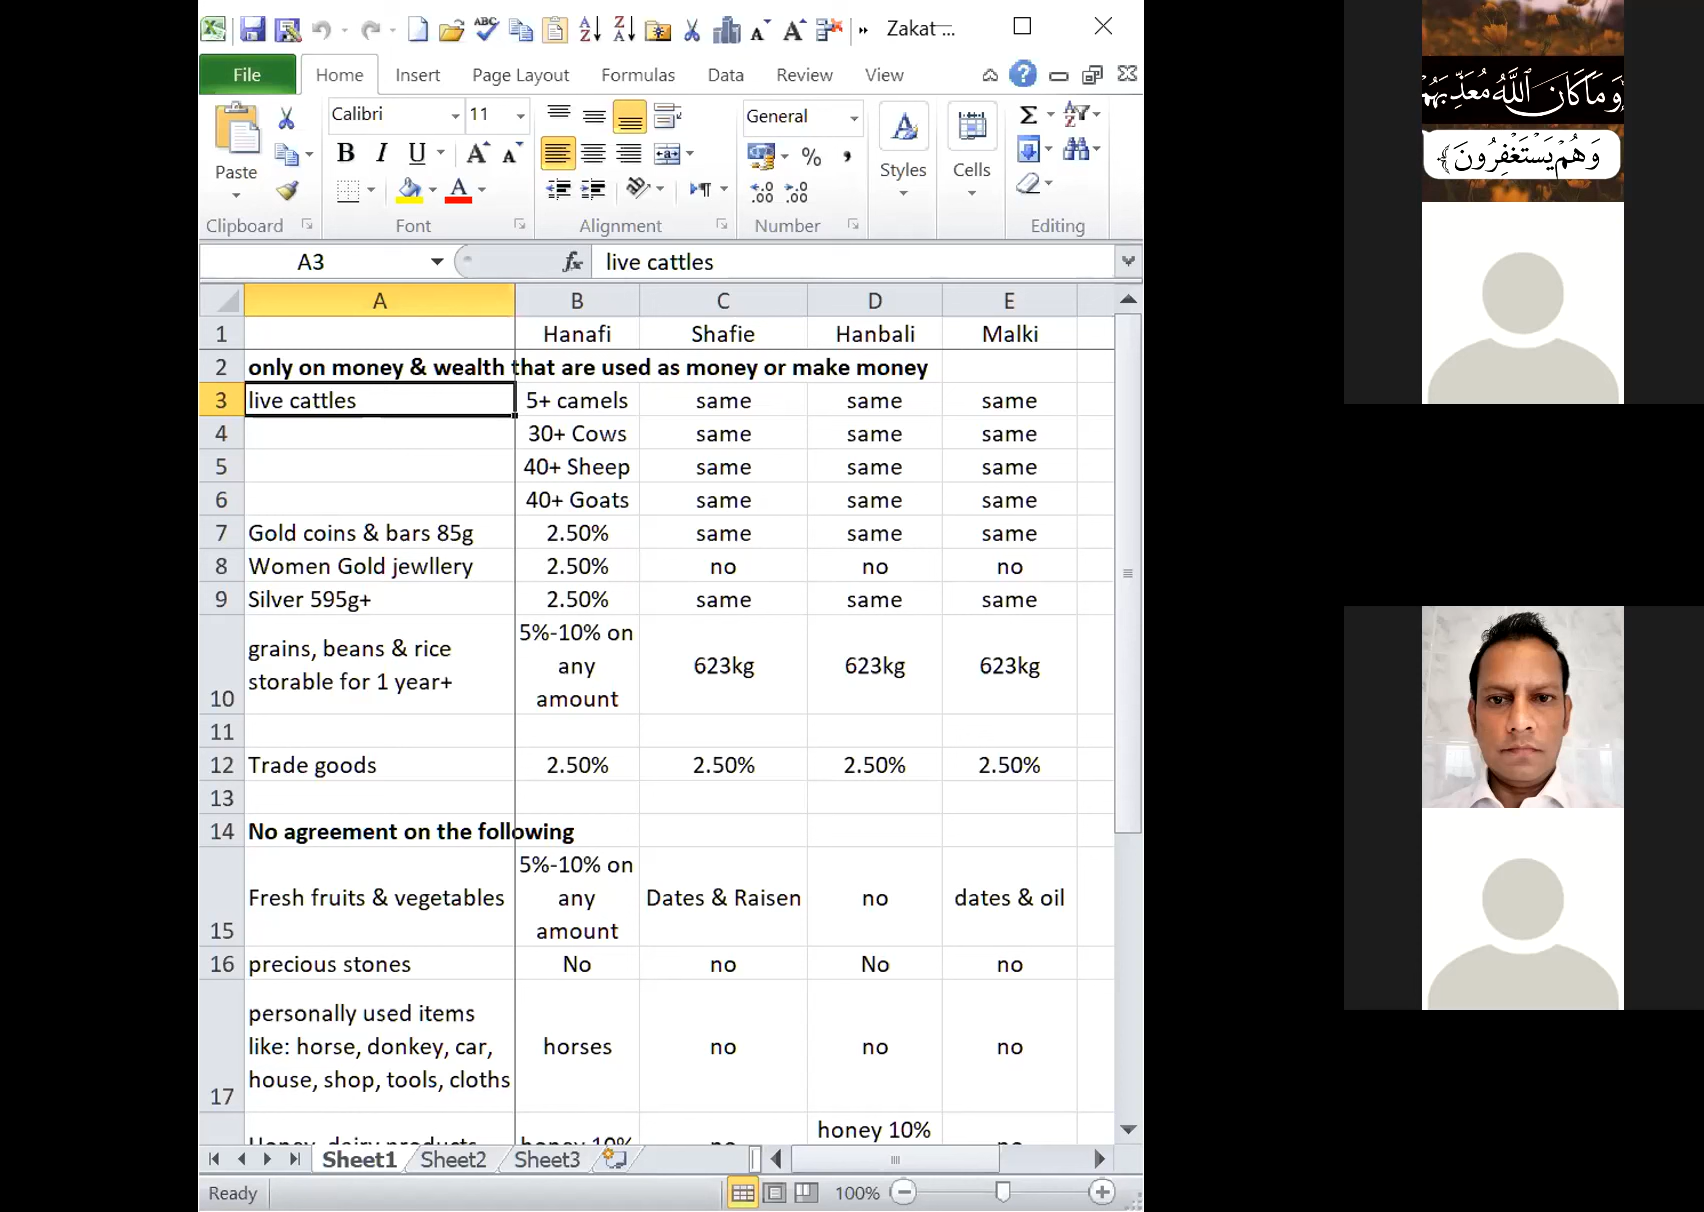 Zakat ...
File Home Insert Page Layout Formulas Data Review View
Calibri 11 General
Paste B I U Styles Cells
Clipboard Font Alignment Number Editing
A3 fx live cattles
A B C D E
1 Hanafi Shafie Hanbali Malki
2 only on money & wealth that are used as money or make money
3 live cattles 5+ camels same same same
4 30+ Cows same same same
5 40+ Sheep same same same
6 40+ Goats same same same
7 Gold coins & bars 85g 2.50% same same same
8 Women Gold jewllery 2.50% no no no
9 Silver 595g+ 2.50% same same same
5%-10% on
grains, beans & rice any 623kg 623kg 623kg
storable for 1 year+
10 amount
11
12 Trade goods 2.50% 2.50% 2.50% 2.50%
13
14 No agreement on the following
5%-10% on
Fresh fruits & vegetables any Dates & Raisen no dates & oil
15 amount
16 precious stones No no No no
personally used items
like: horse, donkey, car, horses no no no
house, shop, tools, cloths
17
honey 10%
Honey, dairy products honey 10% no no
Sheet1 Sheet2 Sheet3
Ready 100%
وَمَا كَانَ اللَّهُ مُعَذِّبَهُمْ
وَهُمْ يَسْتَغْفِرُونَ